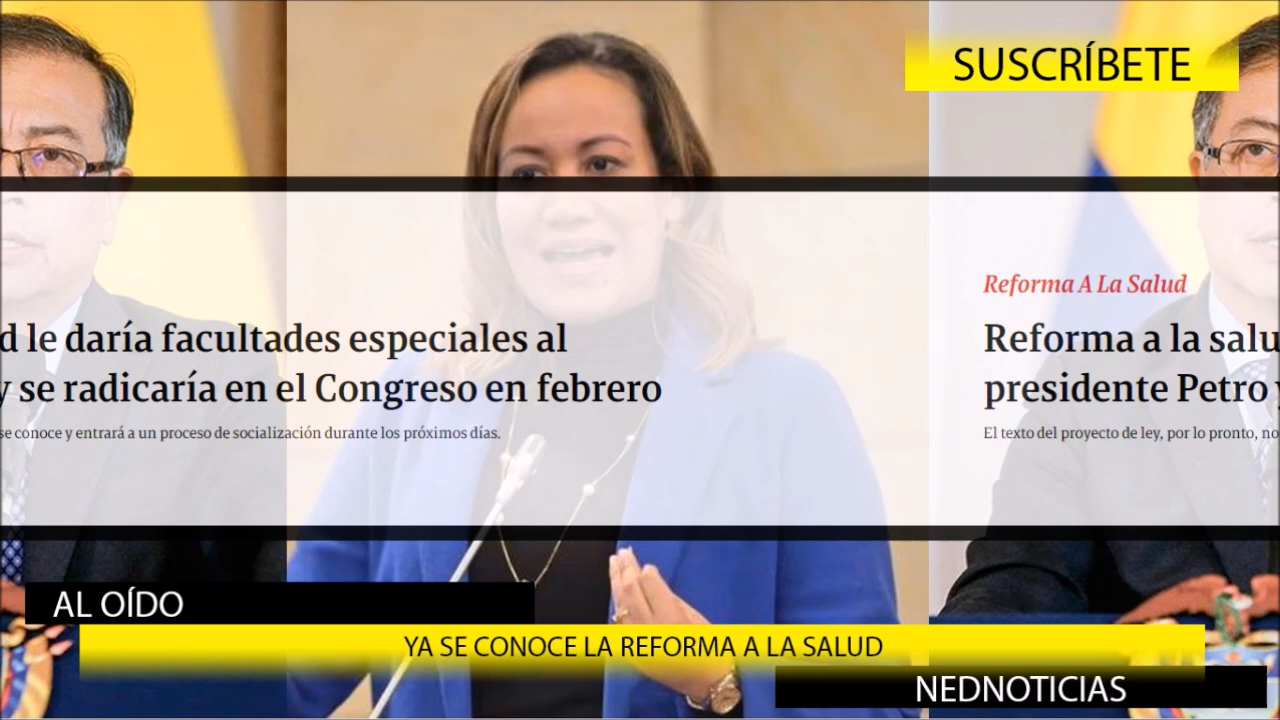 SUSCRÍBETE
d le daría facultades especiales al
y se radicaría en el Congreso en febrero
se conoce y entrará a un proceso de socialización durante los próximos días.
Reforma A La Salud
Reforma a la salu
presidente Petro
El texto del proyecto de ley, por lo pronto, no
AL OÍDO
YA SE CONOCE LA REFORMA A LA SALUD
NEDNOTICIAS